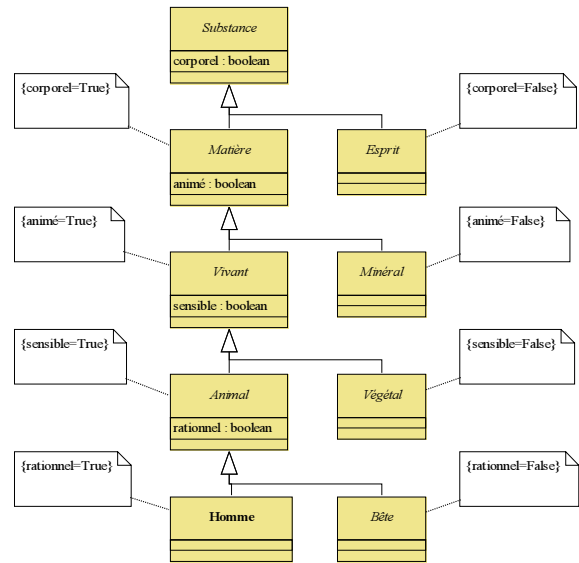 Substance
corporel : boolean
{corporel=True}
{corporel=False}
Matière
animé : boolean
Esprit
{animé=True}
{animé=False}
Vivant
sensible : boolean
Minéral
{sensible=True}
{sensible=False}
Animal
rationnel : boolean
Végétal
{rationnel=True}
{rationnel=False}
Homme
Bête